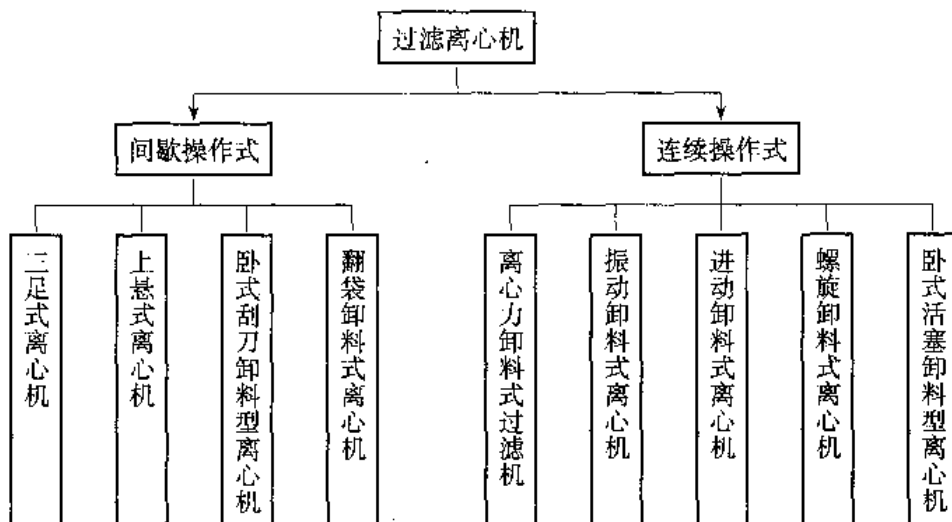 过滤离心机
间歇操作式
连续操作式
三足式离心机
上悬式离心机
卧式刮刀卸料型离心机
翻袋卸料式离心机
离心力卸料式过滤机
振动卸料式离心机
进动卸料式离心机
螺旋卸料式离心机
卧式活塞卸料型离心机